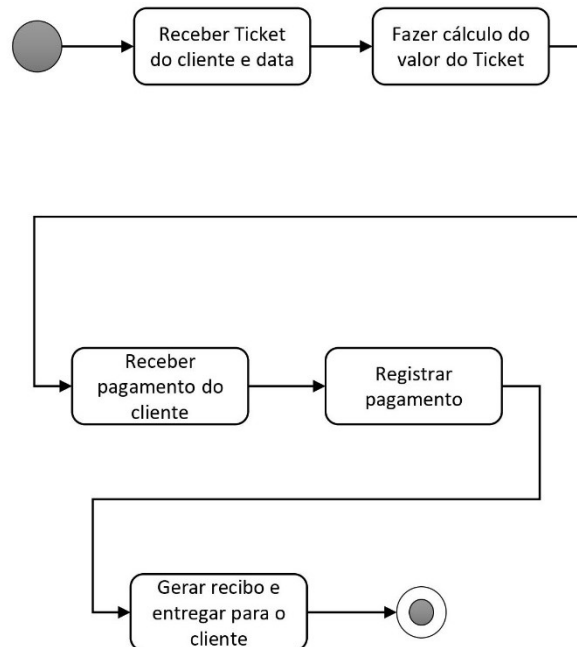 Receber Ticket
do cliente e data
Fazer cálculo do
valor do Ticket
Receber
pagamento do
cliente
Registrar
pagamento
Gerar recibo e
entregar para o
cliente